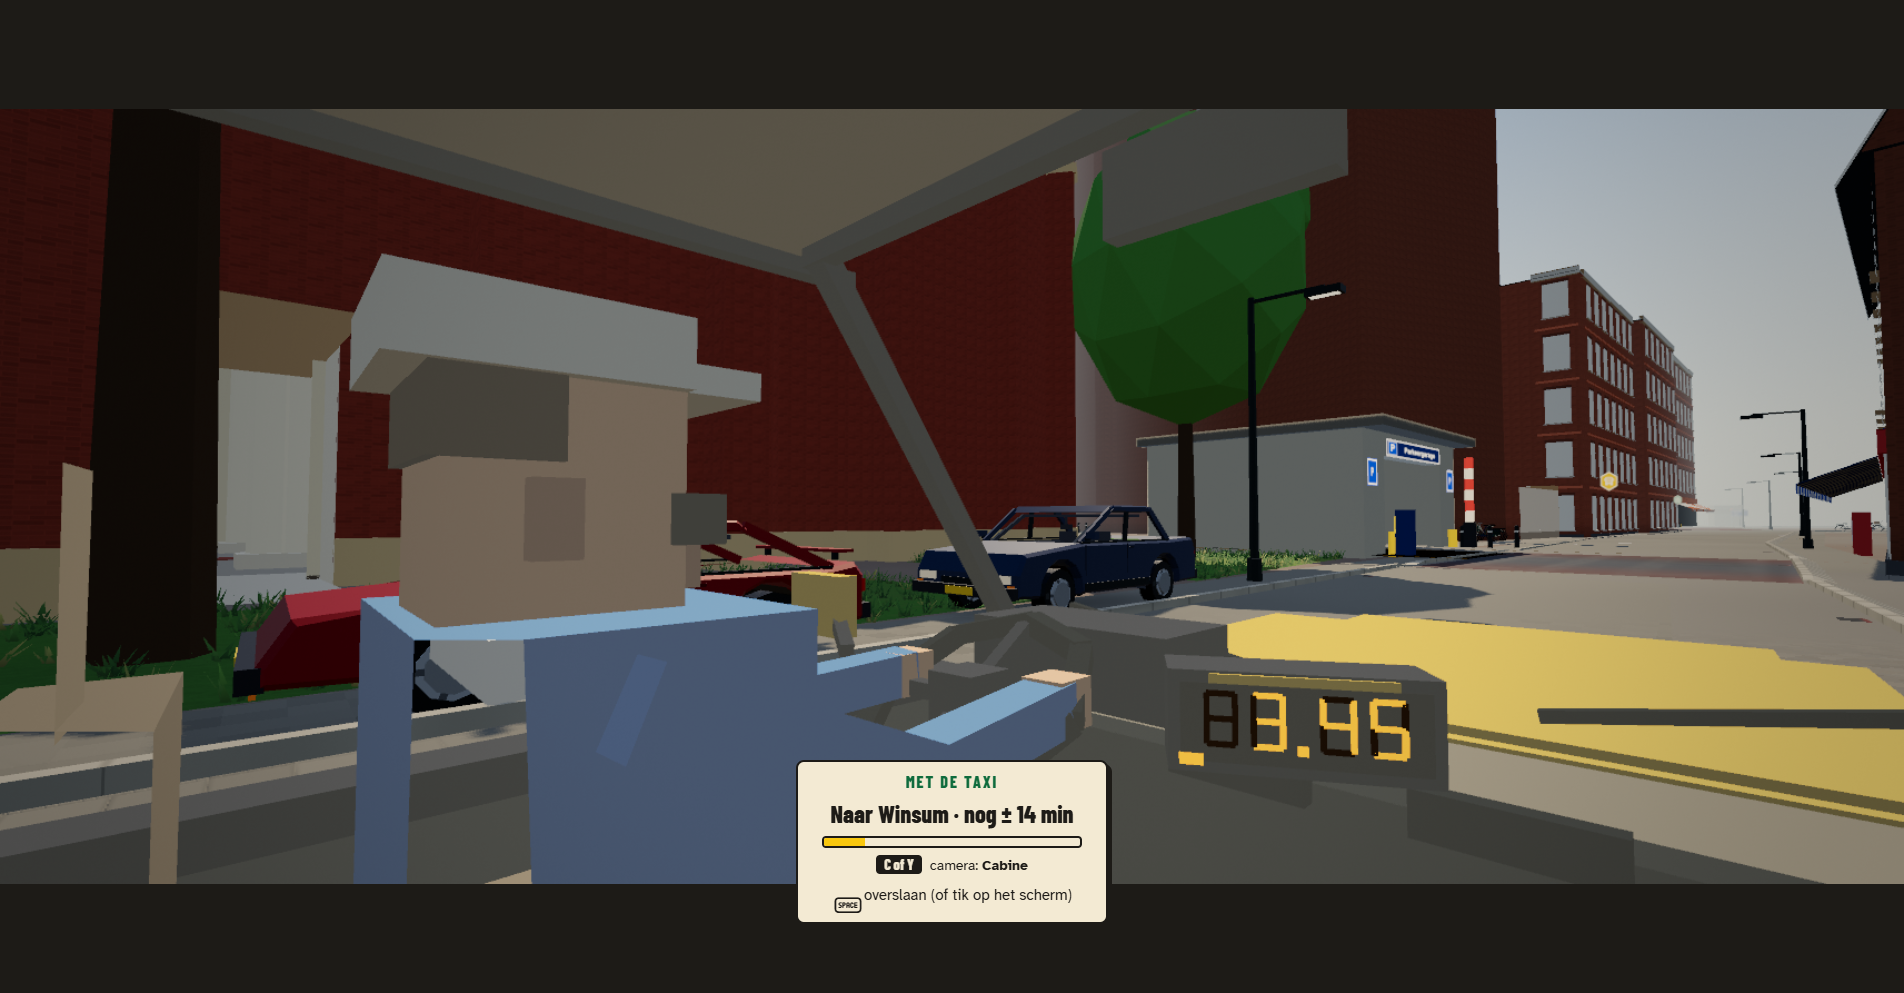 P Parkeergarage
P
P
83.45
MET DE TAXI
Naar Winsum · nog ± 14 min
C of Y camera: Cabine
SPACE overslaan (of tik op het scherm)